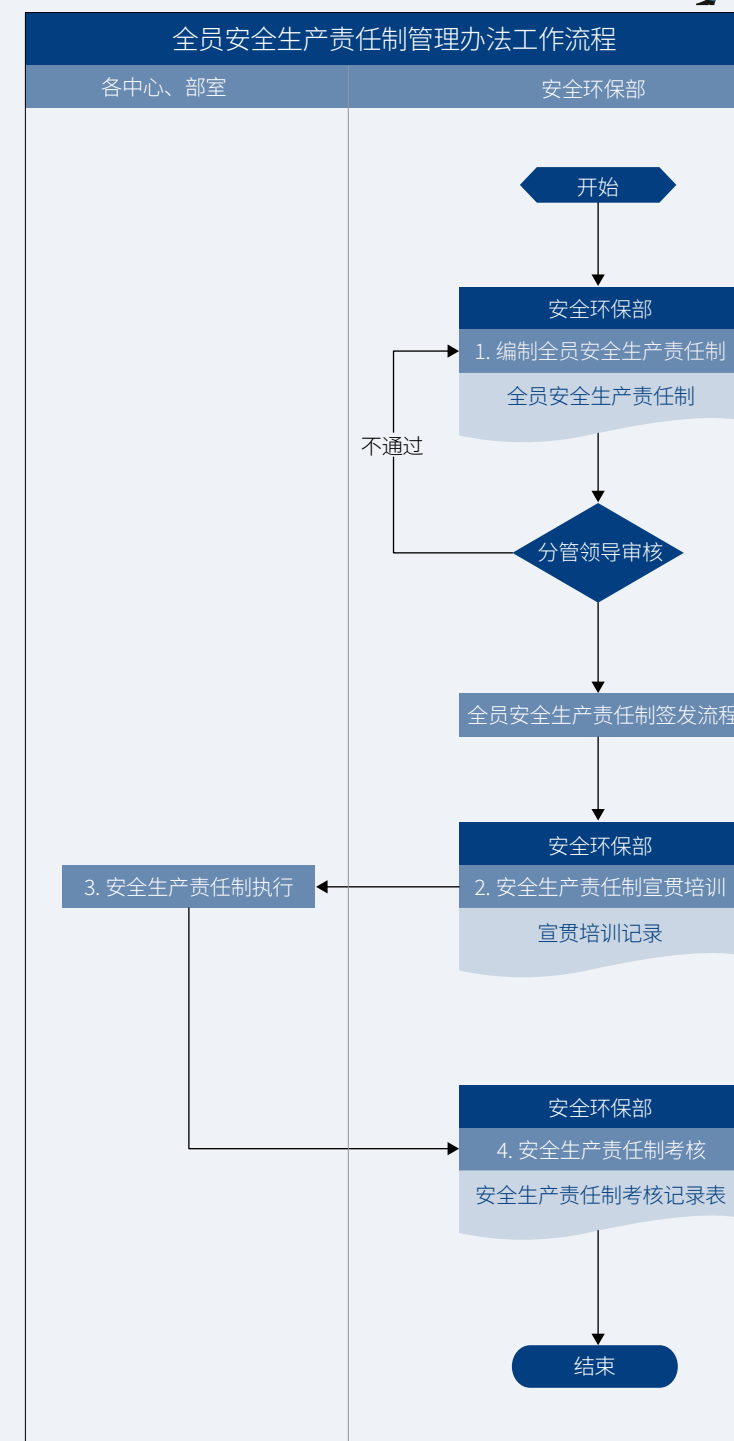 全员安全生产责任制管理办法工作流程
各中心、部室
安全环保部
开始
安全环保部
1. 编制全员安全生产责任制
全员安全生产责任制
不通过
分管领导审核
全员安全生产责任制签发流程
安全环保部
3. 安全生产责任制执行
2. 安全生产责任制宣贯培训
宣贯培训记录
安全环保部
4. 安全生产责任制考核
安全生产责任制考核记录表
结束